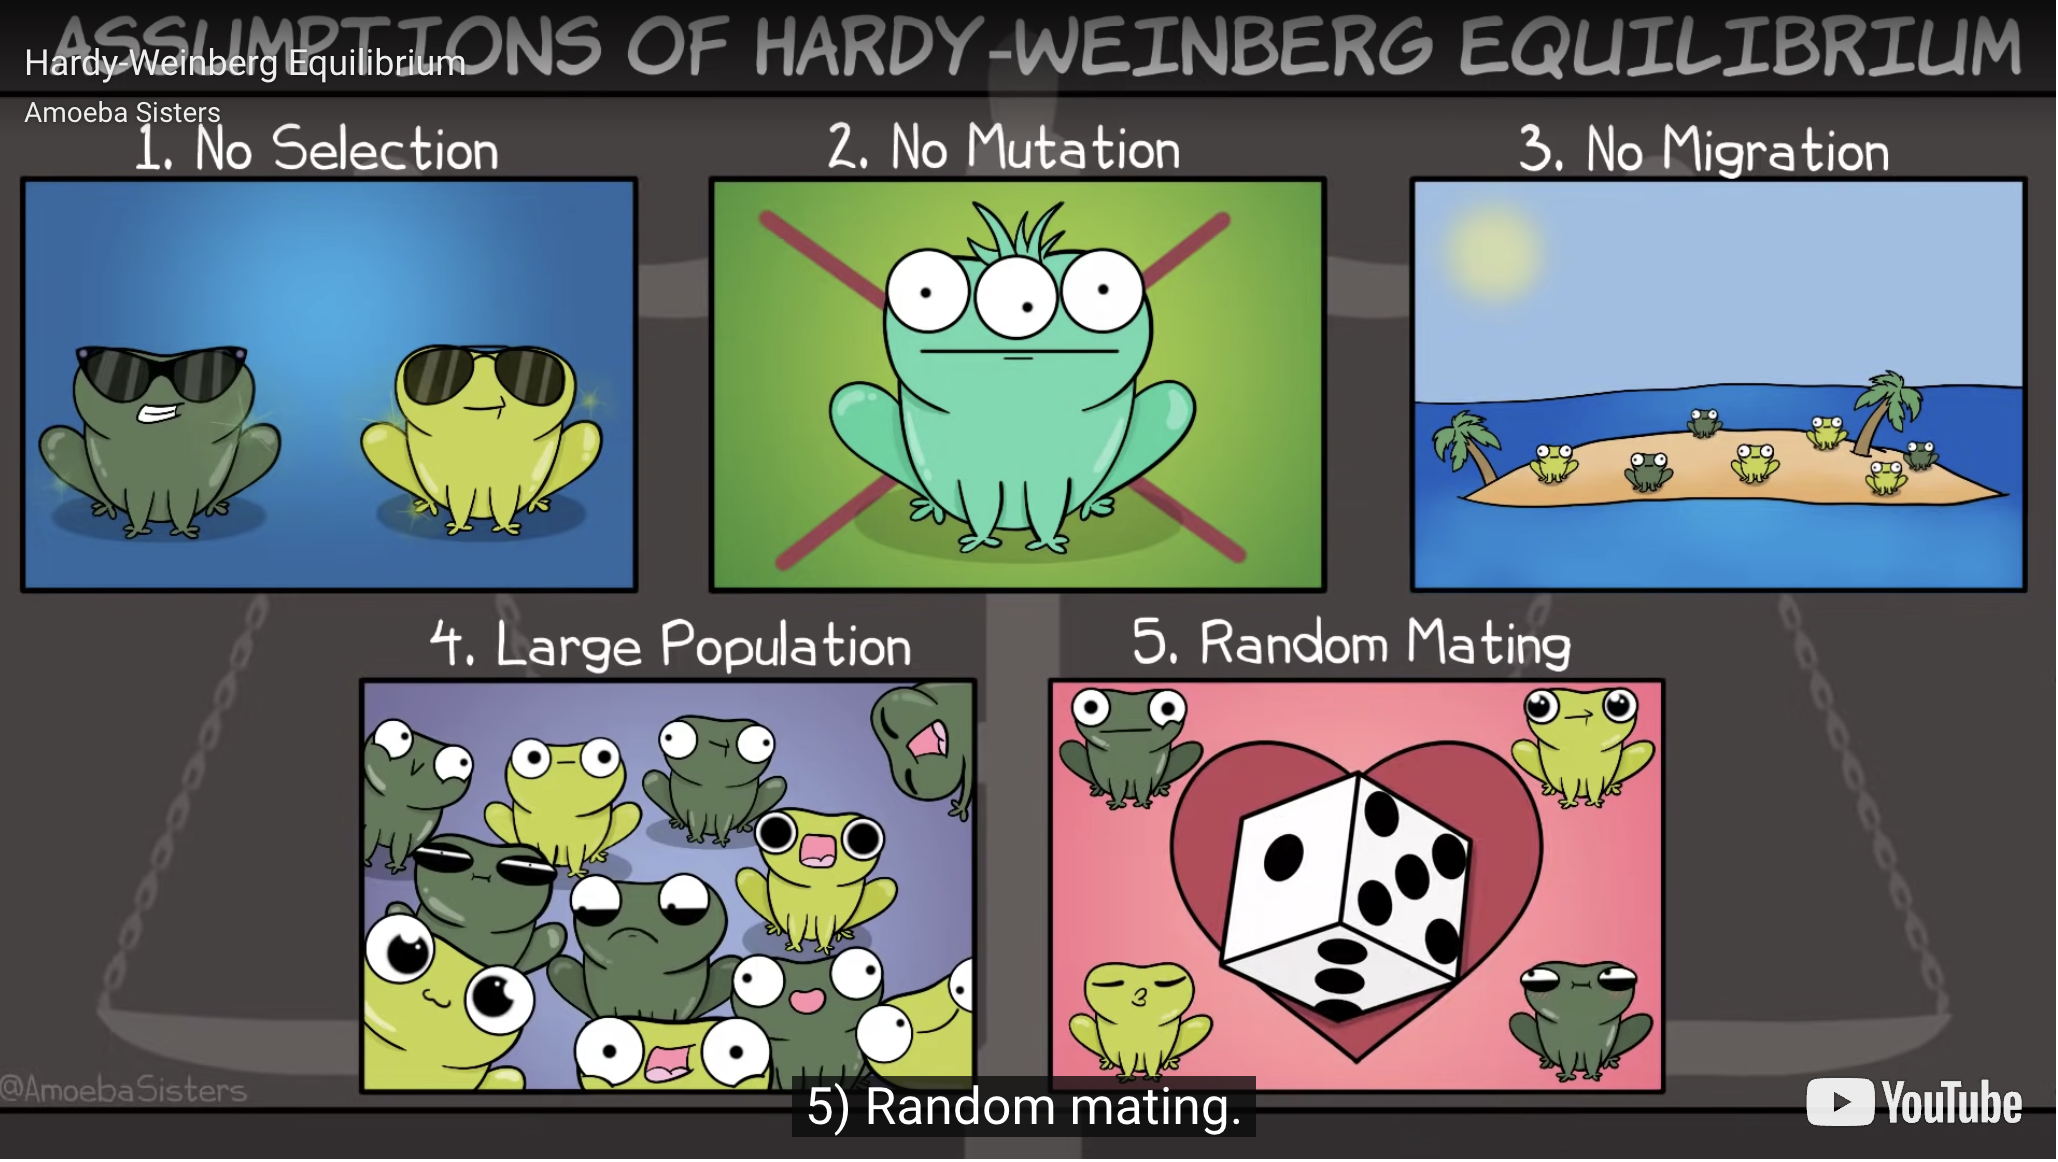 ASSUMPTIONS OF HARDY-WEINBERG EQUILIBRIUM
Hardy-Weinberg Equilibrium
Amoeba Sisters
1. No Selection
2. No Mutation
3. No Migration
4. Large Population
5. Random Mating
@AmoebaSisters
5) Random mating.
YouTube